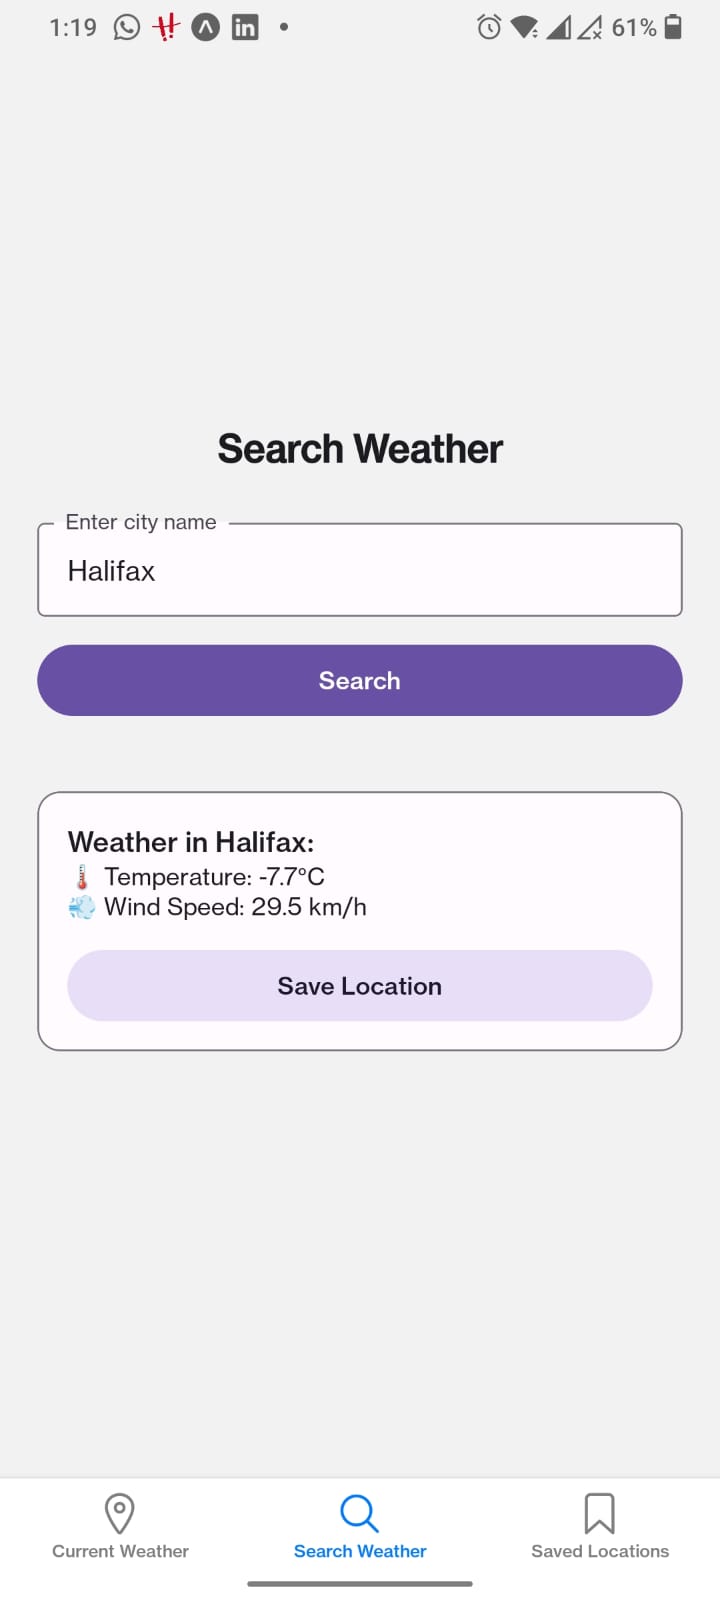 1:19 61%
Search Weather
Enter city name
Halifax
Search
Weather in Halifax:
🌡️ Temperature: -7.7°C
💨 Wind Speed: 29.5 km/h
Save Location
Current Weather Search Weather Saved Locations